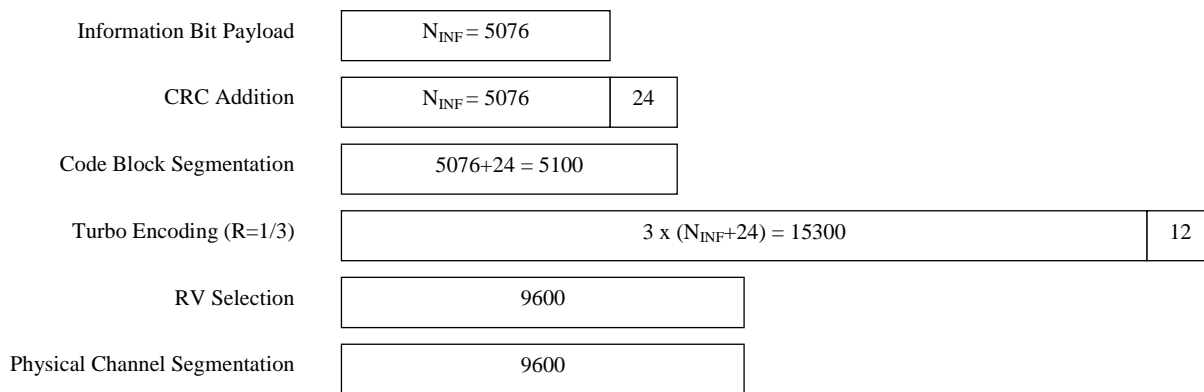 Information Bit Payload N_INF = 5076
CRC Addition N_INF = 5076 24
Code Block Segmentation 5076+24 = 5100
Turbo Encoding (R=1/3) 3 x (N_INF+24) = 15300 12
RV Selection 9600
Physical Channel Segmentation 9600